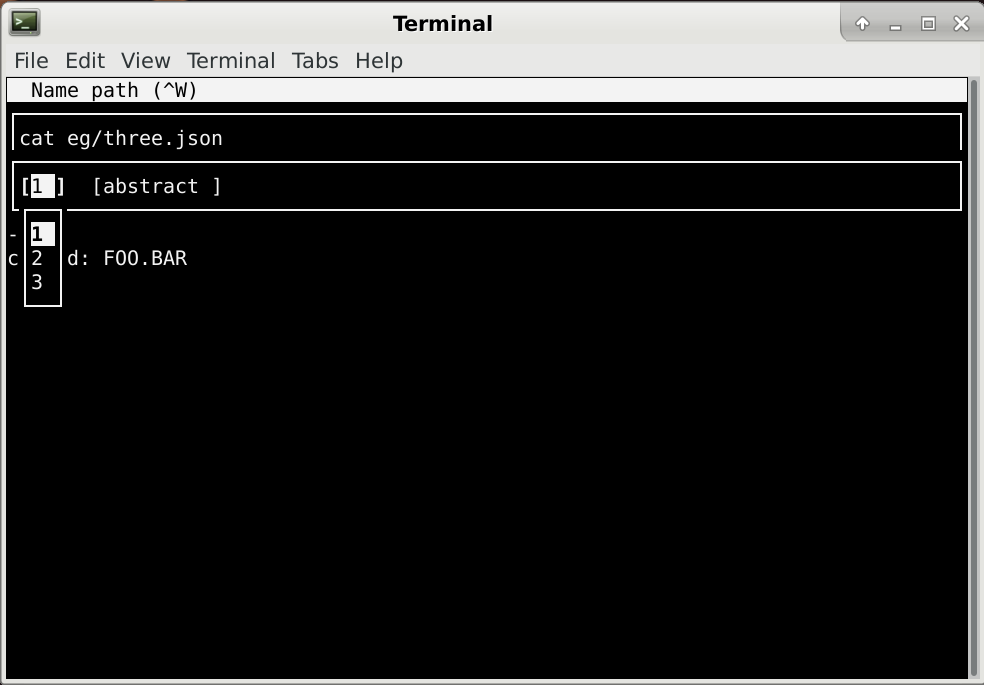 Terminal
File Edit View Terminal Tabs Help
Name path (^W)
cat eg/three.json
[1 ] [abstract ]
- 1
c 2 d: FOO.BAR
3